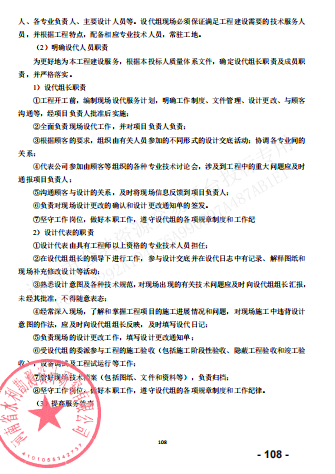 人、各专业负责人、主要设计人员等。设代组现场必须保证满足工程建设需要的技术服务人
员，并根据工程特点，配备相应专业技术人员，常驻工地。
（2）明确设代人员职责
为更好地为本工程建设服务，根据本投标人质量体系文件，确定设代组长职责及成员职
责，并严格落实。
1）设代组长职责
①工程开工前，编制现场设代服务计划，明确工作制度、文件管理、设计更改、与顾客
沟通等，经项目负责人批准后实施；
②全面负责现场设代工作，并对项目负责人负责；
③根据顾客的要求，组织由有关人员参加的不同形式的设计交底活动；协调各专业间的
关系；
④代表公司参加由顾客等组织的各种专业技术讨论会，涉及到工程中的重大问题应及时
通报项目负责人；
⑤沟通顾客与设计的关系，及时将现场信息反馈到项目负责人；
⑥负责对现场设计更改的确认和设计更改通知单的签发。
⑦坚守工作岗位，做好本职工作，遵守设代组的各项规章制度和工作纪
2）设计代表的职责
①设计代表由具有工程师以上资格的专业技术人员担任；
②在设代组长的领导下进行工作，参与设计交底并在设代日志中有记录、解释图纸和
现场补充修改设计等活动；
③熟悉设计意图及各种技术规范，对现场出现的有关技术问题应及时向设代组组长汇报，
未经其批准，不得随意表态；
④经常深入现场，了解和掌握工程项目的施工进展情况和问题，对现场施工中违背设计
意图的作法，应及时向设代组组长反映，及时填写设代日记；
⑤负责现场的设计更改工作，填写设计更改通知单；
⑥受设代组的委派参与工程的施工验收（包括施工阶段性验收、隐蔽工程验收和竣工验
收）、设备调试及工程试运行等工作；
⑦管好现场技术档案（包括图纸、文件和资料等），负责归档；
⑧坚守工作岗位，做好本职工作，遵守设代组的各项规章制度和工作纪律。
（3）提高服务
108
- 108 -